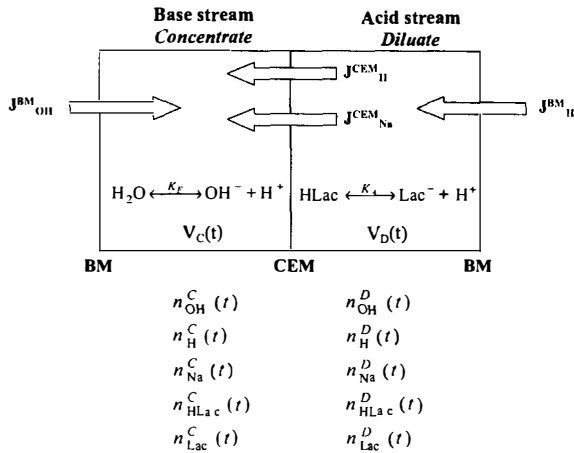 Base stream Acid stream
Concentrate Diluate
J^CEM_H
J^BM_OH J^CEM_Na J^BM_H
H₂O ←K_E→ OH⁻ + H⁺ HLac ←K_A→ Lac⁻ + H⁺
V_C(t) V_D(t)
BM CEM BM
n^C_OH (t) n^D_OH (t)
n^C_H (t) n^D_H (t)
n^C_Na (t) n^D_Na (t)
n^C_HLac (t) n^D_HLac (t)
n^C_Lac (t) n^D_Lac (t)